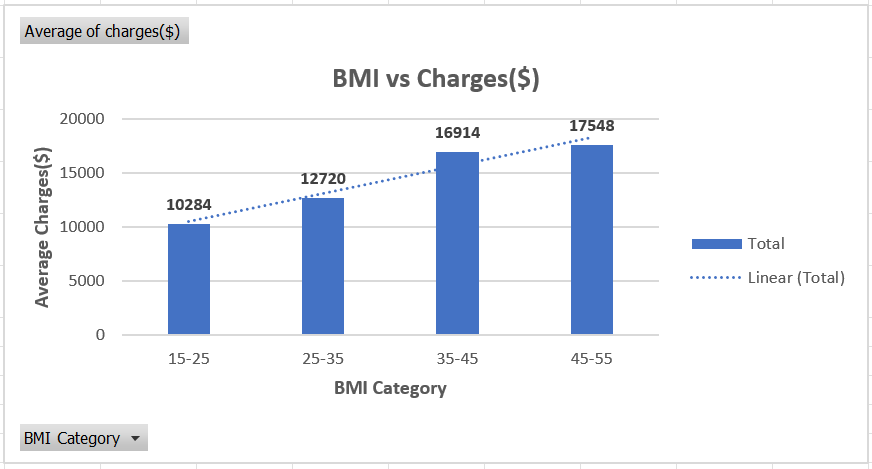 Average of charges($)
BMI vs Charges($)
Average Charges($)
20000
15000
10000
5000
0
10284
12720
16914
17548
15-25
25-35
35-45
45-55
BMI Category
Total
Linear (Total)
BMI Category